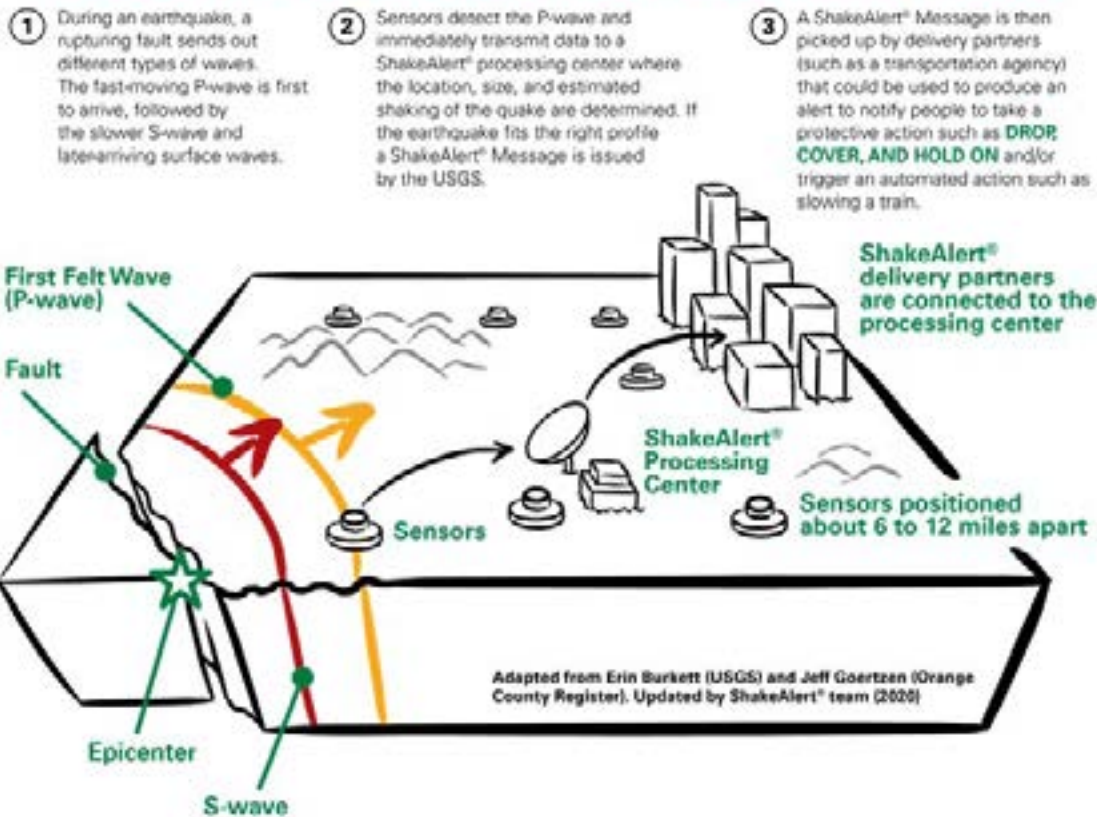 1
During an earthquake, a
rupturing fault sends out
different types of waves.
The fast-moving P-wave is first
to arrive, followed by
the slower S-wave and
late-arriving surface waves.
2
Sensors detect the P-wave and
immediately transmit data to a
ShakeAlert® processing center where
the location, size, and estimated
shaking of the quake are determined. If
the earthquake fits the right profile
a ShakeAlert® Message is issued
by the USGS.
3
A ShakeAlert® Message is then
picked up by delivery partners
(such as a transportation agency)
that could be used to produce an
alert to notify people to take a
protective action such as DROP,
COVER, AND HOLD ON and/or
trigger an automated action such as
slowing a train.
First Felt Wave
(P-wave)
Fault
ShakeAlert®
delivery partners
are connected to the
processing center
ShakeAlert®
Processing
Center
Sensors
Sensors positioned
about 6 to 12 miles apart
Adapted from Erin Burkett (USGS) and Jeff Goertzen (Orange
County Register). Updated by ShakeAlert® team (2020)
Epicenter
S-wave